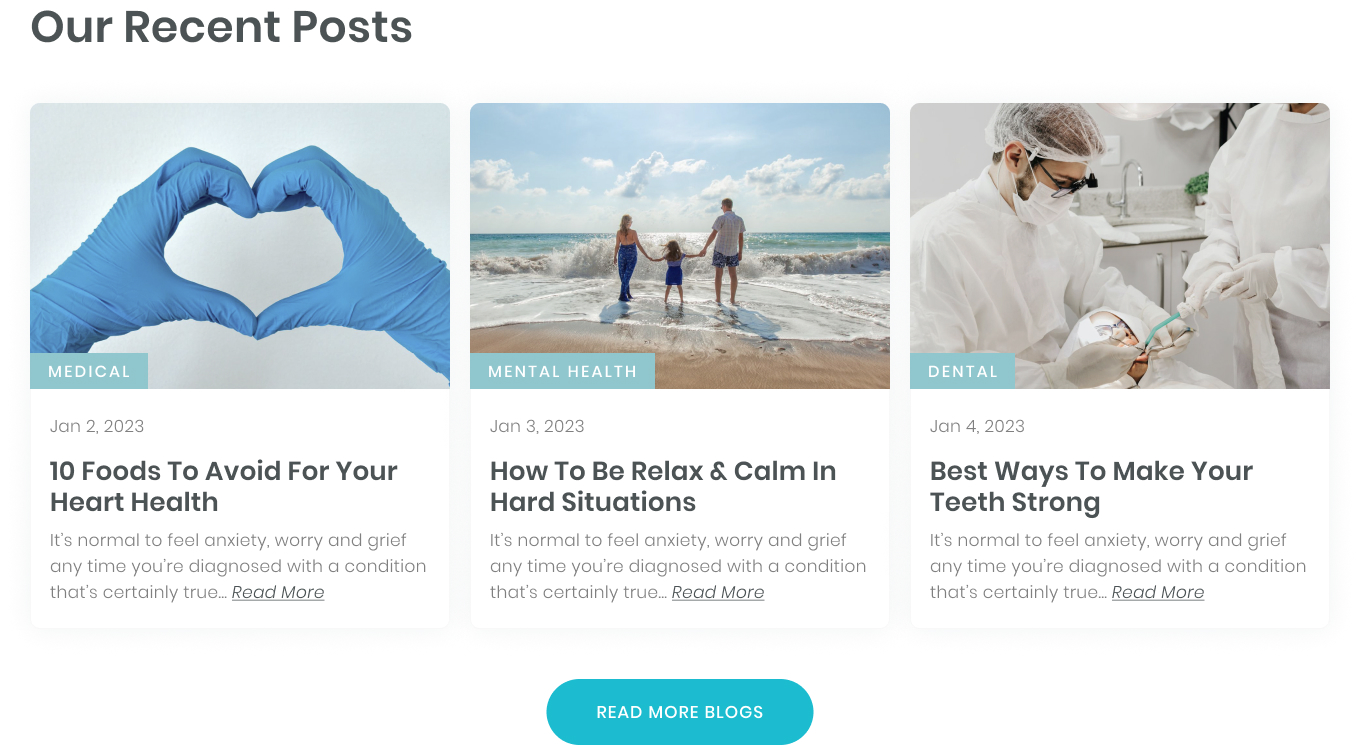 Our Recent Posts
MEDICAL
Jan 2, 2023
10 Foods To Avoid For Your
Heart Health
It's normal to feel anxiety, worry and grief
any time you're diagnosed with a condition
that's certainly true... Read More
MENTAL HEALTH
Jan 3, 2023
How To Be Relax & Calm In
Hard Situations
It's normal to feel anxiety, worry and grief
any time you're diagnosed with a condition
that's certainly true... Read More
DENTAL
Jan 4, 2023
Best Ways To Make Your
Teeth Strong
It's normal to feel anxiety, worry and grief
any time you're diagnosed with a condition
that's certainly true... Read More
READ MORE BLOGS